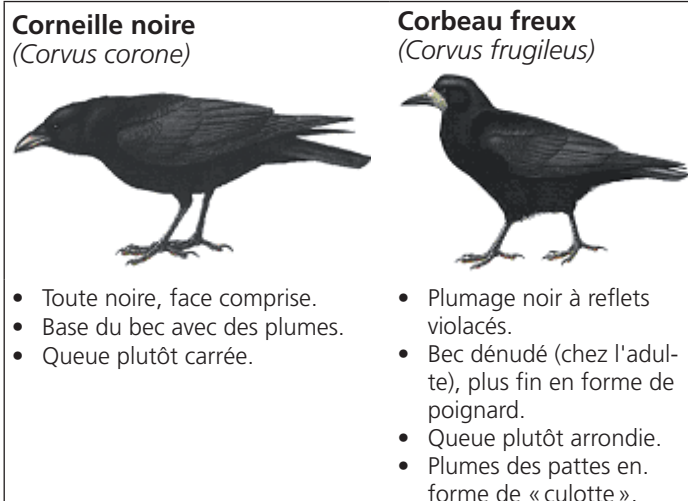 Corneille noire
(Corvus corone)
• Toute noire, face comprise.
• Base du bec avec des plumes.
• Queue plutôt carrée.
Corbeau freux
(Corvus frugileus)
• Plumage noir à reflets
violacés.
• Bec dénudé (chez l'adul-
te), plus fin en forme de
poignard.
• Queue plutôt arrondie.
• Plumes des pattes en.
forme de « culotte ».